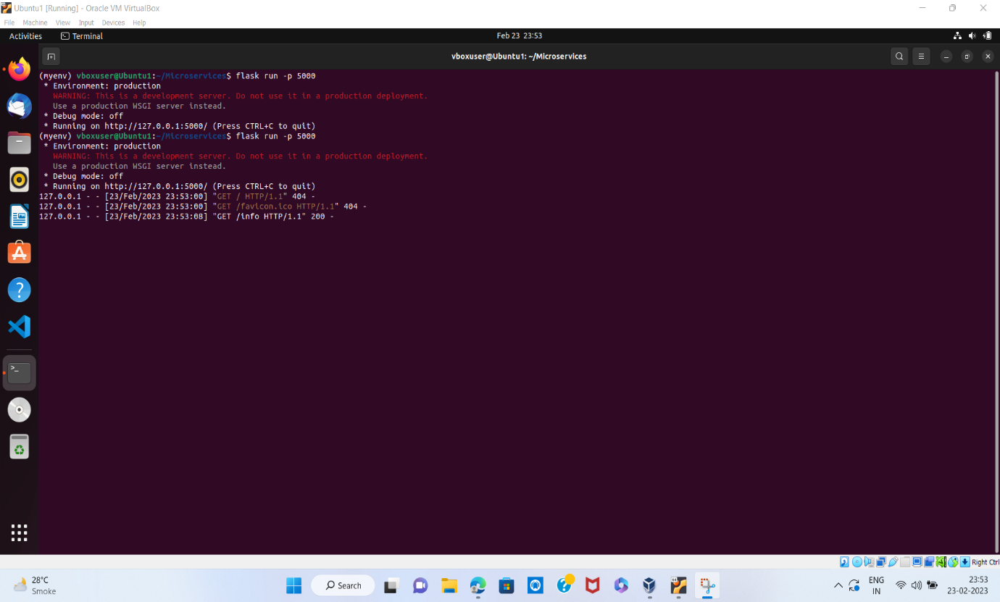 Ubuntu1 [Running] - Oracle VM VirtualBox
File Machine View Input Devices Help
Activities Terminal Feb 23 23:53
vboxuser@Ubuntu1: ~/Microservices
(myenv) vboxuser@Ubuntu1:~/Microservices$ flask run -p 5000
* Environment: production
WARNING: This is a development server. Do not use it in a production deployment.
Use a production WSGI server instead.
* Debug mode: off
* Running on http://127.0.0.1:5000/ (Press CTRL+C to quit)
(myenv) vboxuser@Ubuntu1:~/Microservices$ flask run -p 5000
* Environment: production
WARNING: This is a development server. Do not use it in a production deployment.
Use a production WSGI server instead.
* Debug mode: off
* Running on http://127.0.0.1:5000/ (Press CTRL+C to quit)
127.0.0.1 - - [23/Feb/2023 23:53:00] "GET / HTTP/1.1" 404 -
127.0.0.1 - - [23/Feb/2023 23:53:00] "GET /favicon.ico HTTP/1.1" 404 -
127.0.0.1 - - [23/Feb/2023 23:53:08] "GET /info HTTP/1.1" 200 -
Right Ctrl
28°C
Smoke
Search
ENG
IN
23:53
23-02-2023